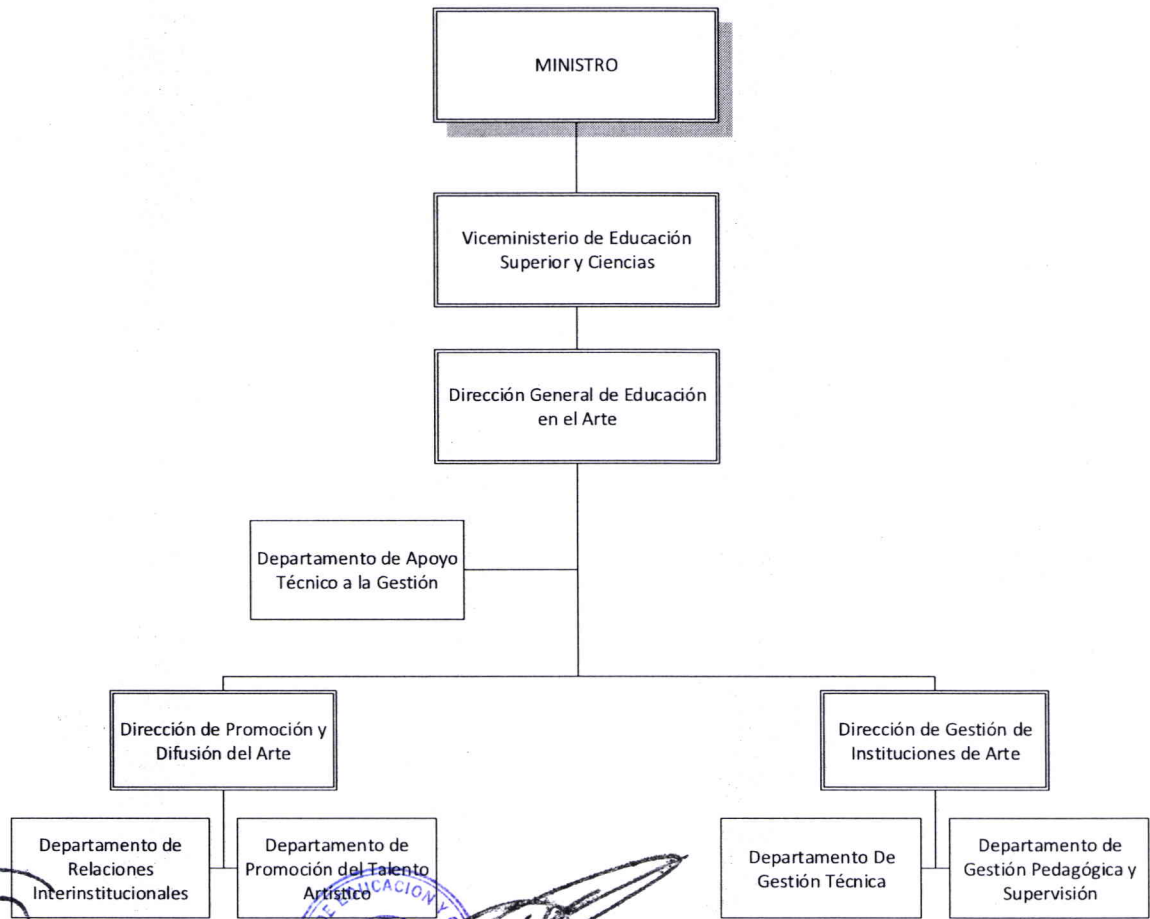 MINISTRO
Viceministerio de Educación
Superior y Ciencias
Dirección General de Educación
en el Arte
Departamento de Apoyo
Técnico a la Gestión
Dirección de Promoción y
Difusión del Arte
Dirección de Gestión de
Instituciones de Arte
Departamento de
Relaciones
Interinstitucionales
Departamento de
Promoción del Talento
Artístico
Departamento De
Gestión Técnica
Departamento de
Gestión Pedagógica y
Supervisión
DE EDUCACION Y